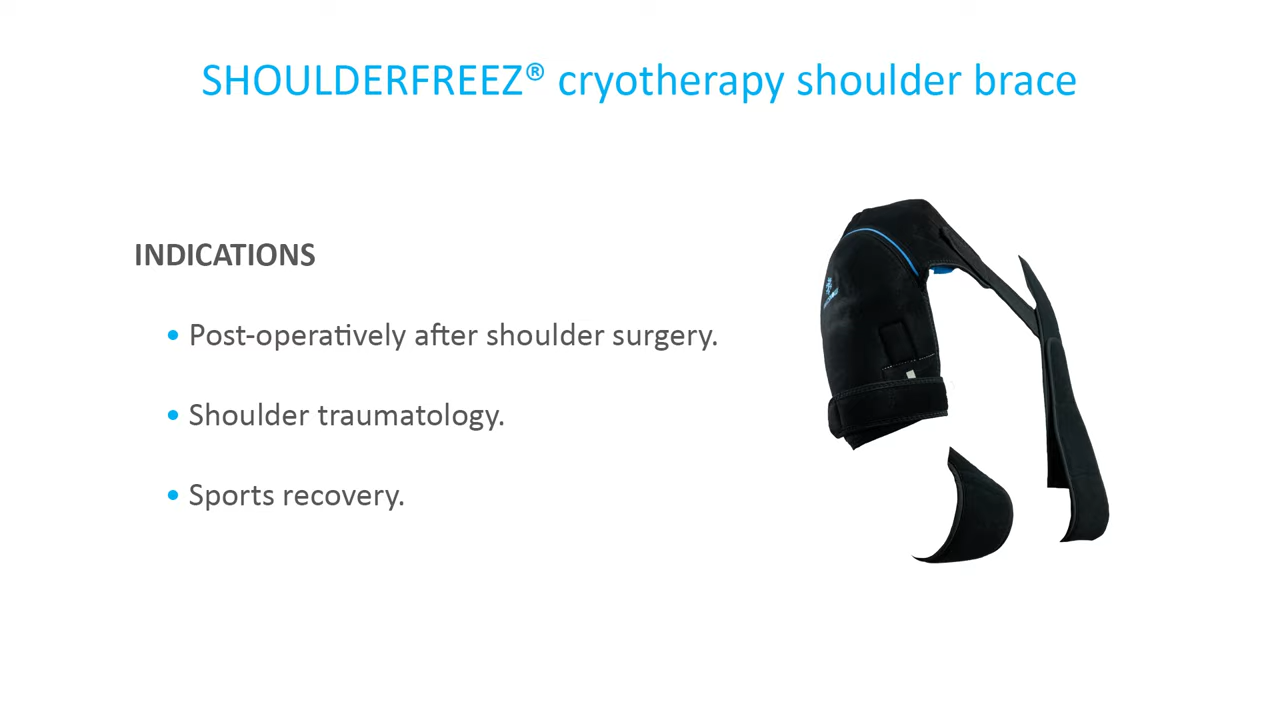 SHOULDERFREEZ® cryotherapy shoulder brace
INDICATIONS
• Post-operatively after shoulder surgery.
• Shoulder traumatology.
• Sports recovery.